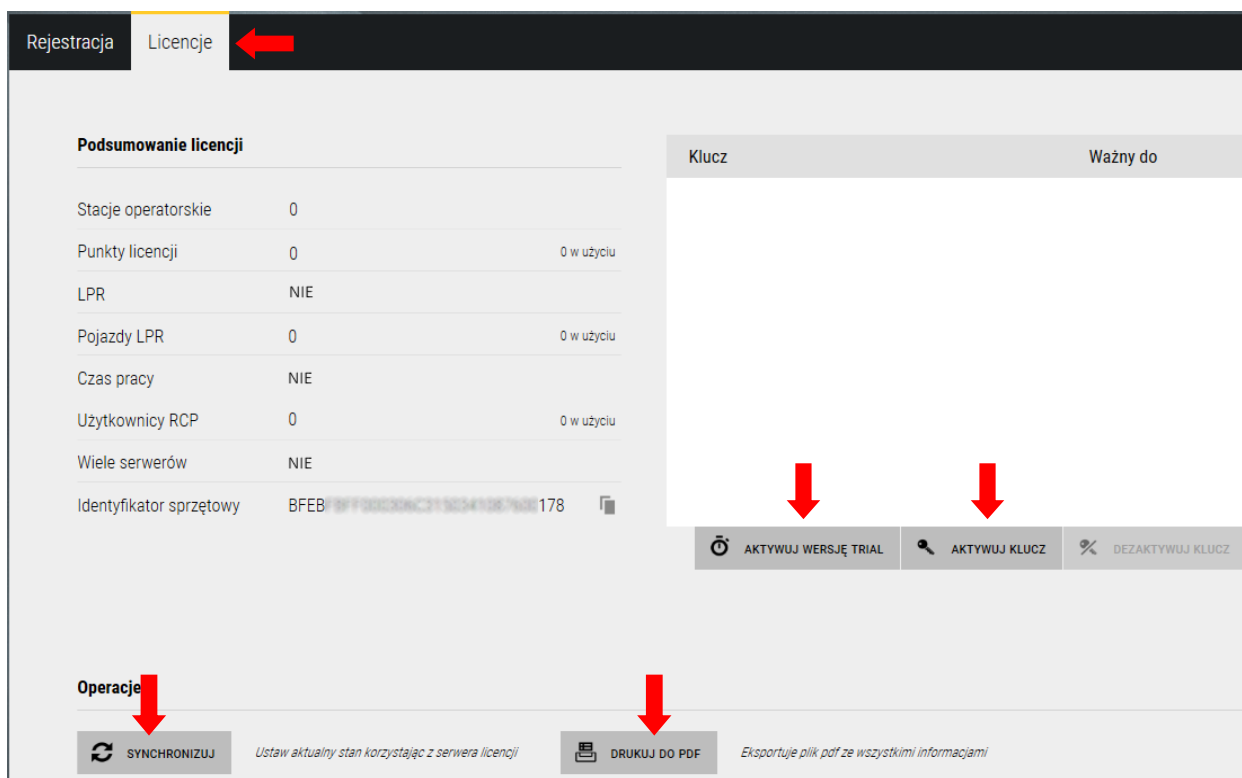 Rejestracja Licencje
Podsumowanie licencji
Stacje operatorskie 0
Punkty licencji 0 0 w użyciu
LPR NIE
Pojazdy LPR 0 0 w użyciu
Czas pracy NIE
Użytkownicy RCP 0 0 w użyciu
Wiele serwerów NIE
Identyfikator sprzętowy BFEB 178
Klucz Ważny do
AKTYWUJ WERSJĘ TRIAL AKTYWUJ KLUCZ DEZAKTYWUJ KLUCZ
Operacje
SYNCHRONIZUJ Ustaw aktualny stan korzystając z serwera licencji DRUKUJ DO PDF Eksportuje plik pdf ze wszystkimi informacjami